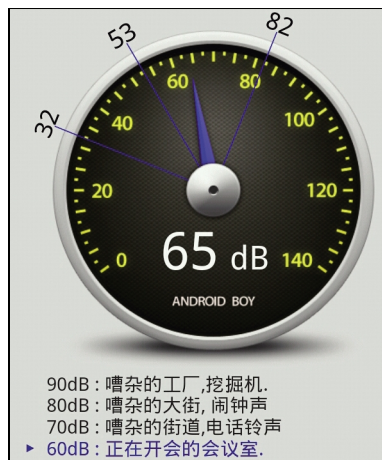 32
53
82
0
20
40
60
80
100
120
140
65 dB
ANDROID BOY
90dB : 嘈杂的工厂,挖掘机.
80dB : 嘈杂的大街, 闹钟声
70dB : 嘈杂的街道,电话铃声
60dB : 正在开会的会议室.